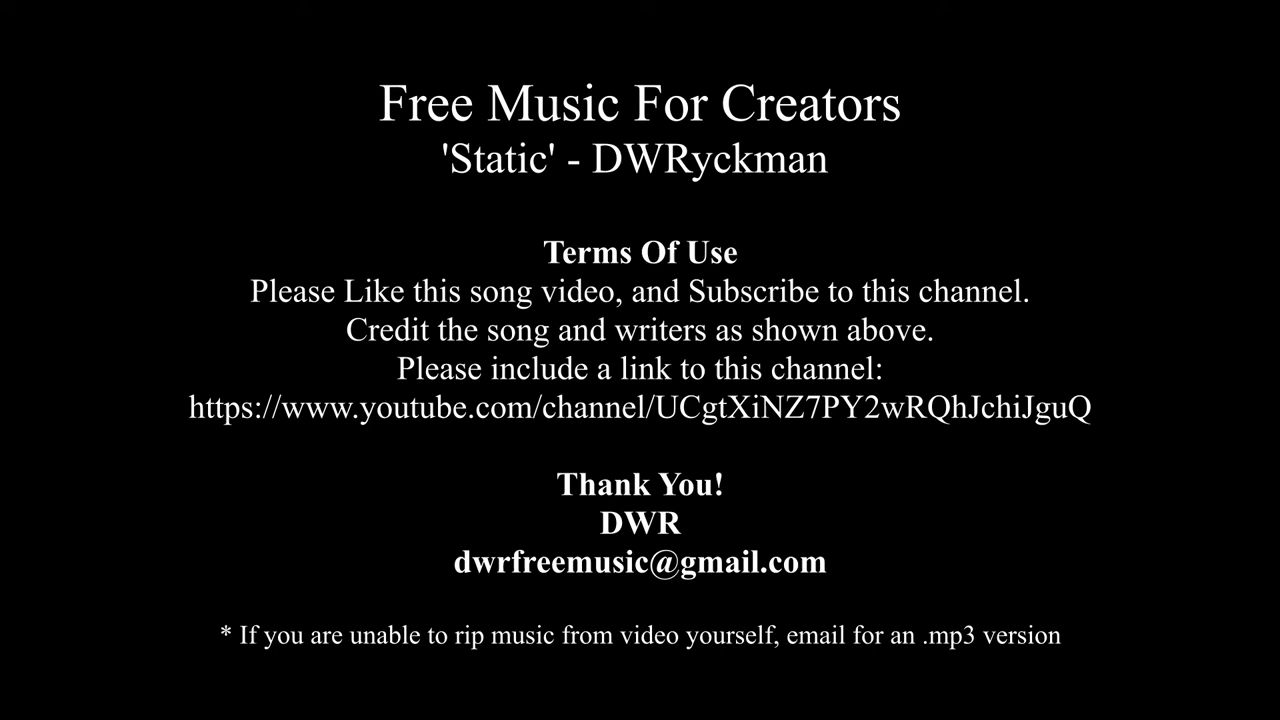 Free Music For Creators
'Static' - DWRyckman
Terms Of Use
Please Like this song video, and Subscribe to this channel.
Credit the song and writers as shown above.
Please include a link to this channel:
https://www.youtube.com/channel/UCgtXiNZ7PY2wRQhJchiJguQ
Thank You!
DWR
dwrfreemusic@gmail.com
* If you are unable to rip music from video yourself, email for an .mp3 version